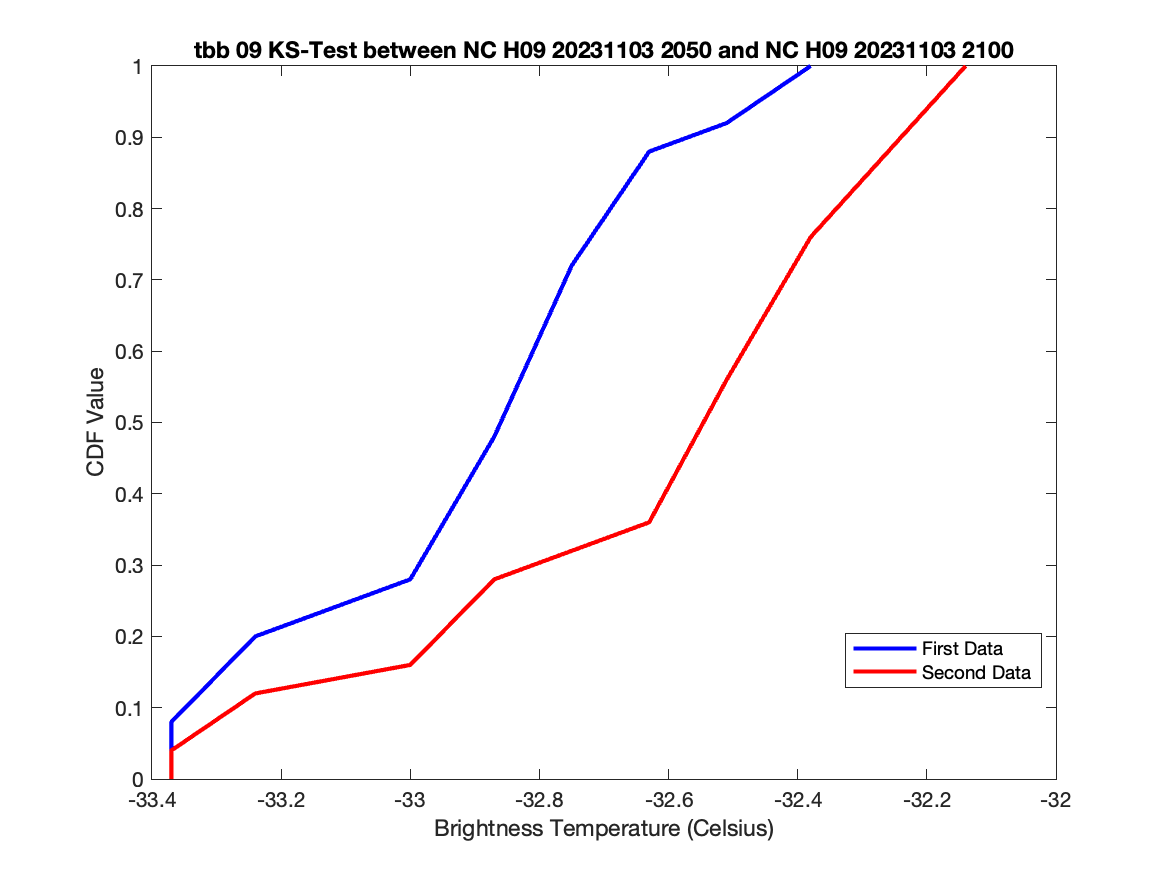 tbb 09 KS-Test between NC H09 20231103 2050 and NC H09 20231103 2100
1
0.9
0.8
0.7
0.6
0.5
0.4
0.3
0.2
0.1
0
CDF Value
First Data
Second Data
-33.4 -33.2 -33 -32.8 -32.6 -32.4 -32.2 -32
Brightness Temperature (Celsius)